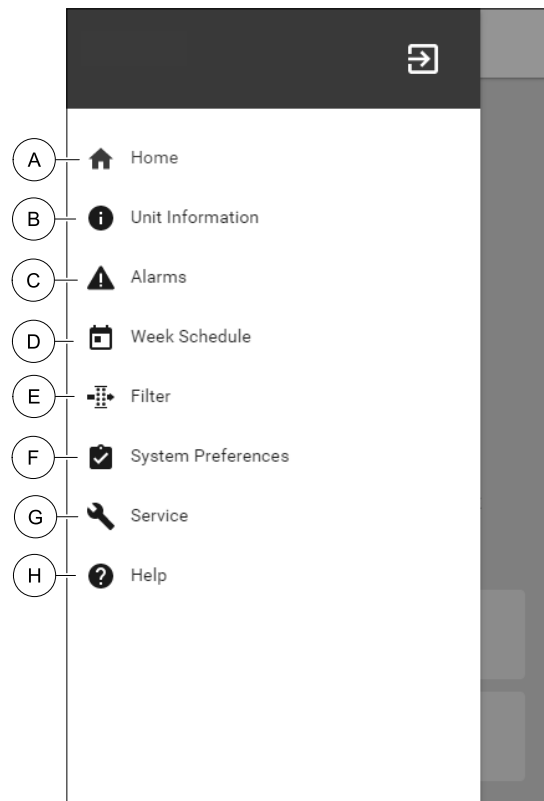 A Home
B Unit Information
C Alarms
D Week Schedule
E Filter
F System Preferences
G Service
H Help